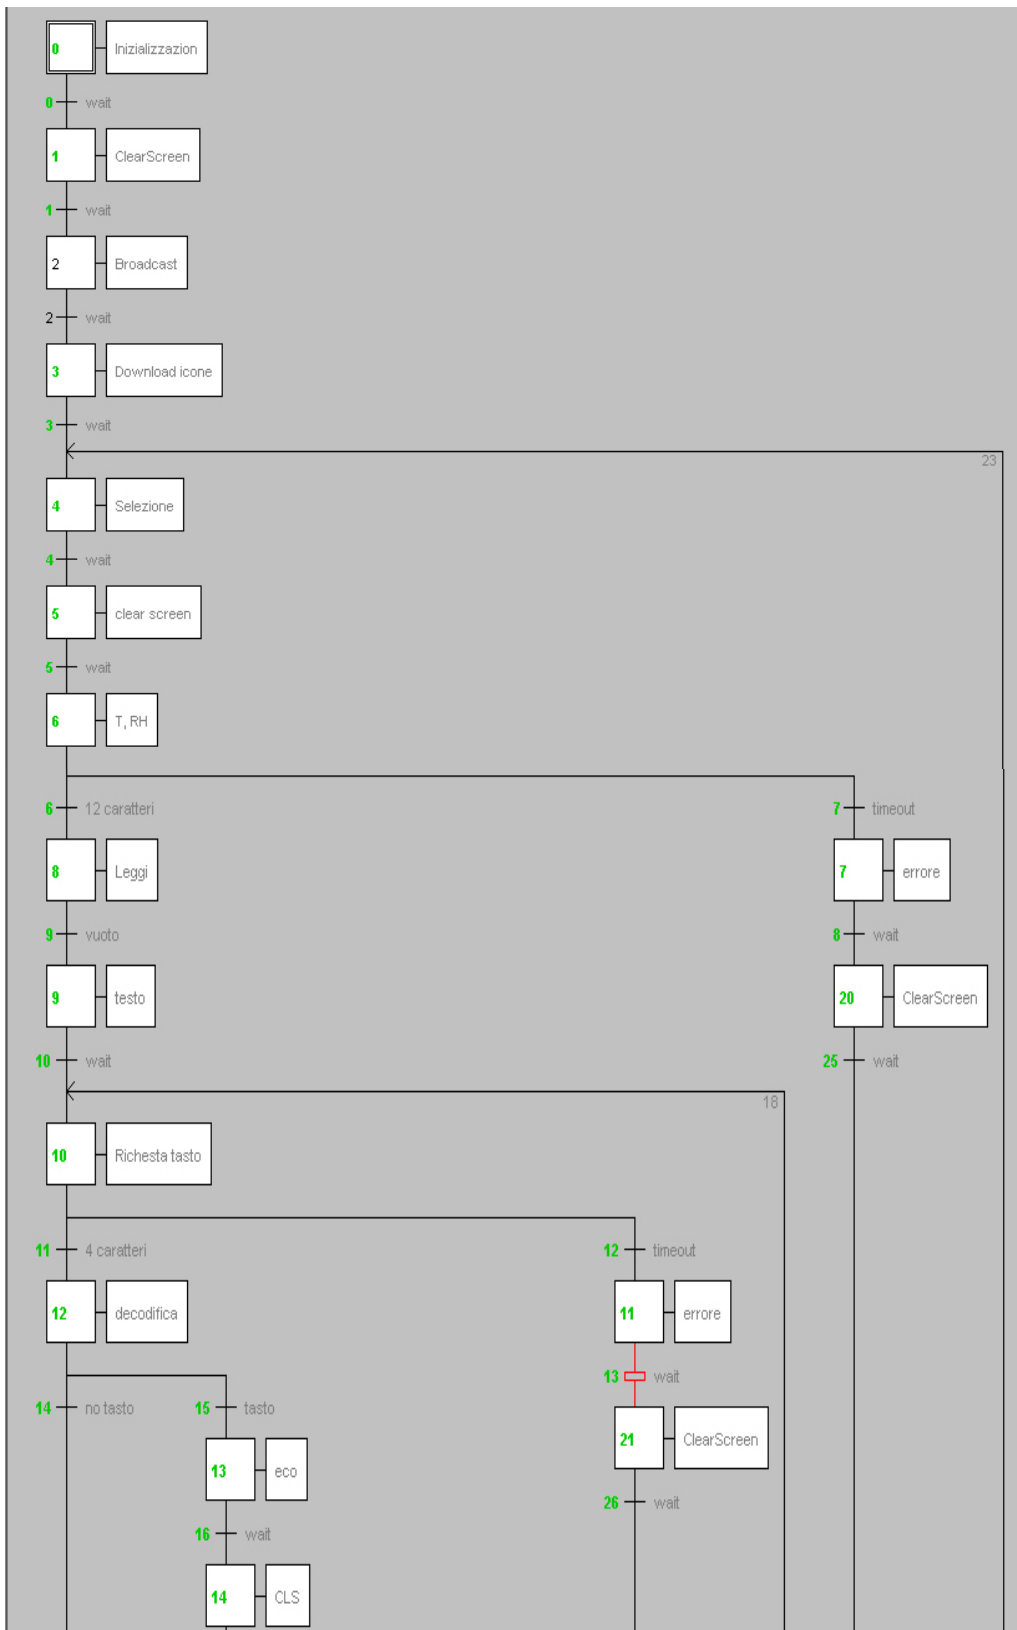 0 Inizializzazion
0 wait
1 ClearScreen
1 wait
2 Broadcast
2 wait
3 Download icone
3 wait
23
4 Selezione
4 wait
5 clear screen
5 wait
6 T, RH
6 12 caratteri 7 timeout
8 Leggi 7 errore
9 vuoto 8 wait
9 testo 20 ClearScreen
10 wait 25 wait
18
10 Richesta tasto
11 4 caratteri 12 timeout
12 decodifica 11 errore
13 wait
14 no tasto 15 tasto
21 ClearScreen
13 eco
26 wait
16 wait
14 CLS